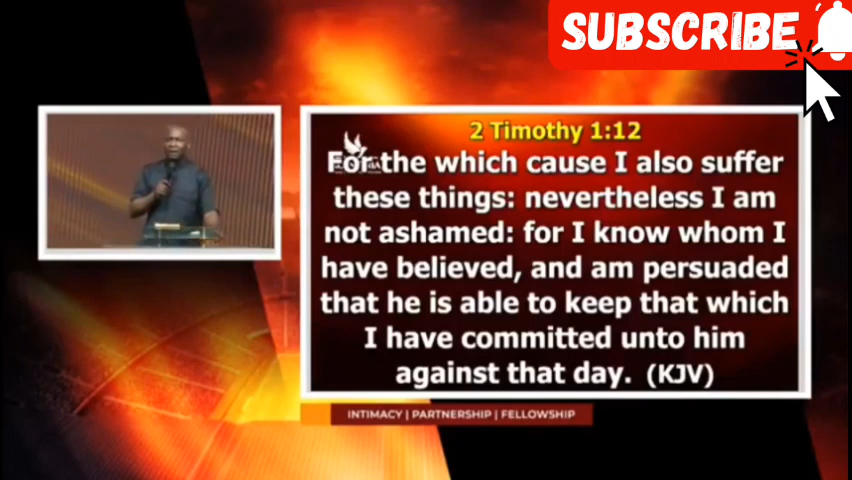 SUBSCRIBE
2 Timothy 1:12
For the which cause I also suffer
these things: nevertheless I am
not ashamed: for I know whom I
have believed, and am persuaded
that he is able to keep that which
I have committed unto him
against that day. (KJV)
INTIMACY | PARTNERSHIP | FELLOWSHIP